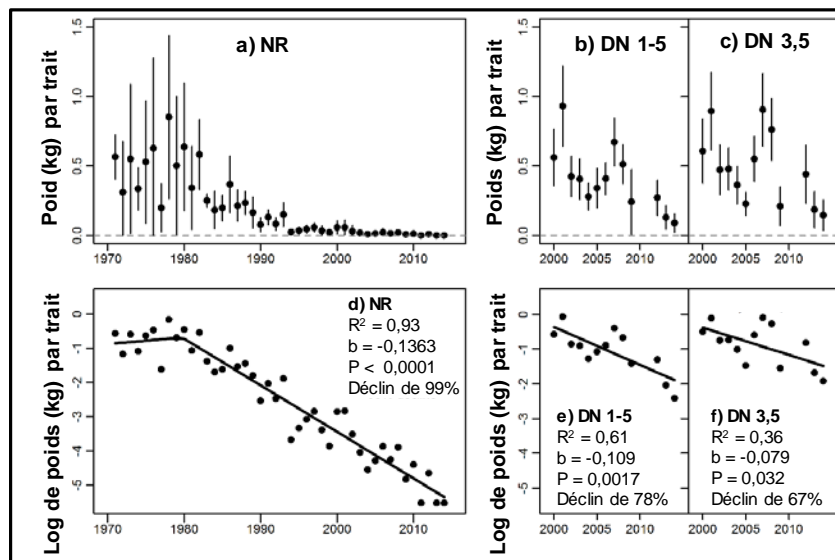 a) NR
b) DN 1-5
c) DN 3,5
Poid (kg) par trait
1.5
1.0
0.5
0.0
1970
1980
1990
2000
2010
Poids (kg) par trait
1.5
1.0
0.5
0.0
2000
2005
2010
2000
2005
2010
Log de poids (kg) par trait
0
-1
-2
-3
-4
-5
d) NR
R² = 0,93
b = -0,1363
P < 0,0001
Déclin de 99%
1970
1980
1990
2000
2010
Log de poids (kg) par trait
0
-1
-2
-3
-4
-5
e) DN 1-5
R² = 0,61
b = -0,109
P = 0,0017
Déclin de 78%
f) DN 3,5
R² = 0,36
b = -0,079
P = 0,032
Déclin de 67%
2000
2005
2010
2000
2005
2010